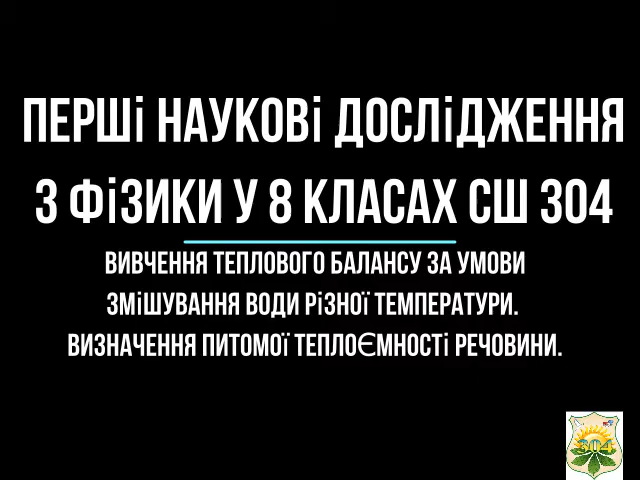 ПЕРШі НАУКОВі ДОСЛіДЖЕННЯ
З ФіЗИКИ У 8 КЛАСАХ СШ 304
ВИВЧЕННЯ ТЕПЛОВОГО БАЛАНСУ ЗА УМОВИ
ЗМіШУВАННЯ ВОДИ РіЗНОї ТЕМПЕРАТУРИ.
ВИЗНАЧЕННЯ ПИТОМОї ТЕПЛОЄМНОСТі РЕЧОВИНИ.
304